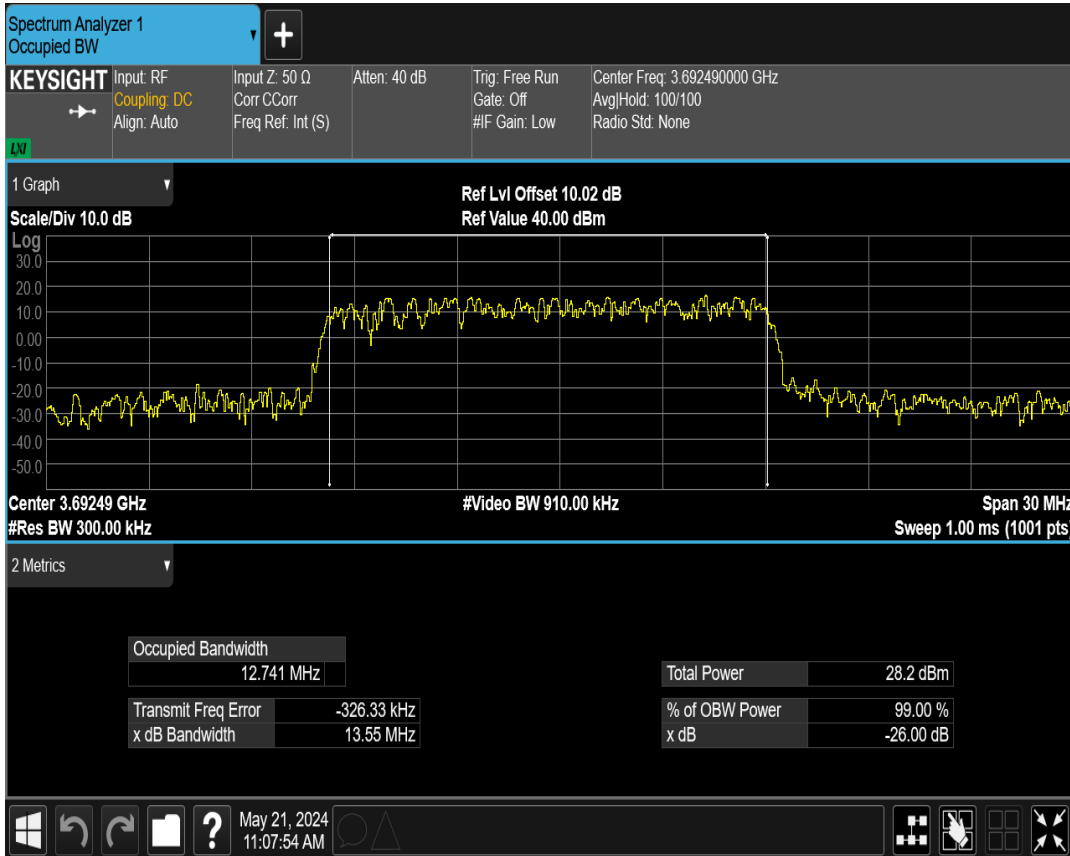 Spectrum Analyzer 1
Occupied BW
KEYSIGHT
LXI
Input: RF
Coupling: DC
Align: Auto
Input Z: 50 Ω
Corr CCorr
Freq Ref: Int (S)
Atten: 40 dB
Trig: Free Run
Gate: Off
#IF Gain: Low
Center Freq: 3.692490000 GHz
Avg|Hold: 100/100
Radio Std: None
1 Graph
Ref Lvl Offset 10.02 dB
Scale/Div 10.0 dB
Ref Value 40.00 dBm
Log
30.0
20.0
10.0
0.00
-10.0
-20.0
-30.0
-40.0
-50.0
Center 3.69249 GHz
#Video BW 910.00 kHz
Span 30 MHz
#Res BW 300.00 kHz
Sweep 1.00 ms (1001 pts)
2 Metrics
Occupied Bandwidth
12.741 MHz
Total Power 28.2 dBm
Transmit Freq Error -326.33 kHz
% of OBW Power 99.00 %
x dB Bandwidth 13.55 MHz
x dB -26.00 dB
?
May 21, 2024
11:07:54 AM